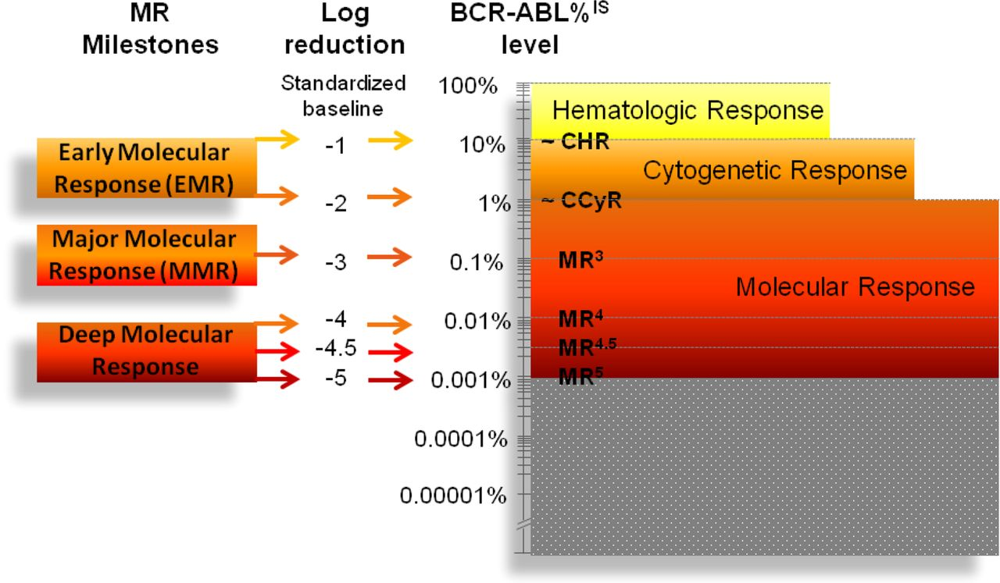 MR
Milestones
Log
reduction
BCR-ABL%IS
level
Standardized
baseline
100%
Hematologic Response
Early Molecular
Response (EMR)
-1
10%
~ CHR
Cytogenetic Response
-2
1%
~ CCyR
Major Molecular
Response (MMR)
-3
0.1%
MR3
Molecular Response
Deep Molecular
Response
-4
0.01%
MR4
-4.5
MR4.5
-5
0.001%
MR5
0.0001%
0.00001%